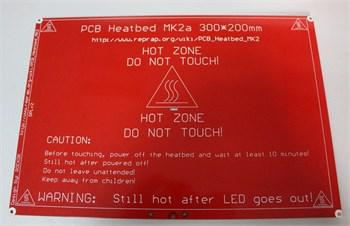 PCB Heatbed MK2a 300*200mm
http://www.reprap.org/wiki/PCB_Heatbed_MK2
HOT ZONE
DO NOT TOUCH!
HOT ZONE
DO NOT TOUCH!
CAUTION:
Before touching, power off the heatbed and wait at least 10 minutes!
Still hot after powered off!
Do not leave unattended!
Keep away from children!
WARNING: Still hot after LED goes out!